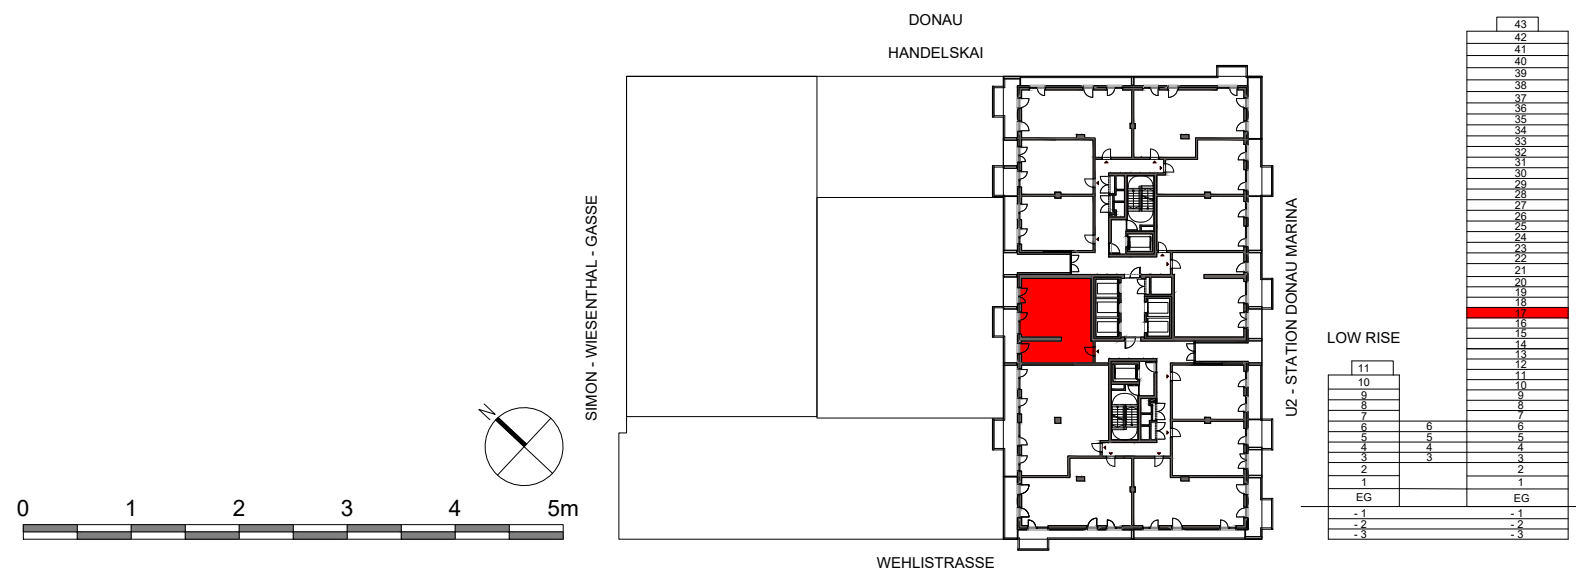 DONAU
HANDELSKAI
SIMON - WIESENTHAL - GASSE
U2 - STATION DONAU MARINA
WEHLISTRASSE
N
0 1 2 3 4 5m
LOW RISE
43
42
41
40
39
38
37
36
35
34
33
32
31
30
29
28
27
26
25
24
23
22
21
20
19
18
17
16
15
14
13
11 12
10 11
10
9 9
8 8
7 7
6 6 6
5 5 5
4 4 4
3 3 3
2 2
1 1
EG EG
- 1 - 1
- 2 - 2
- 3 - 3